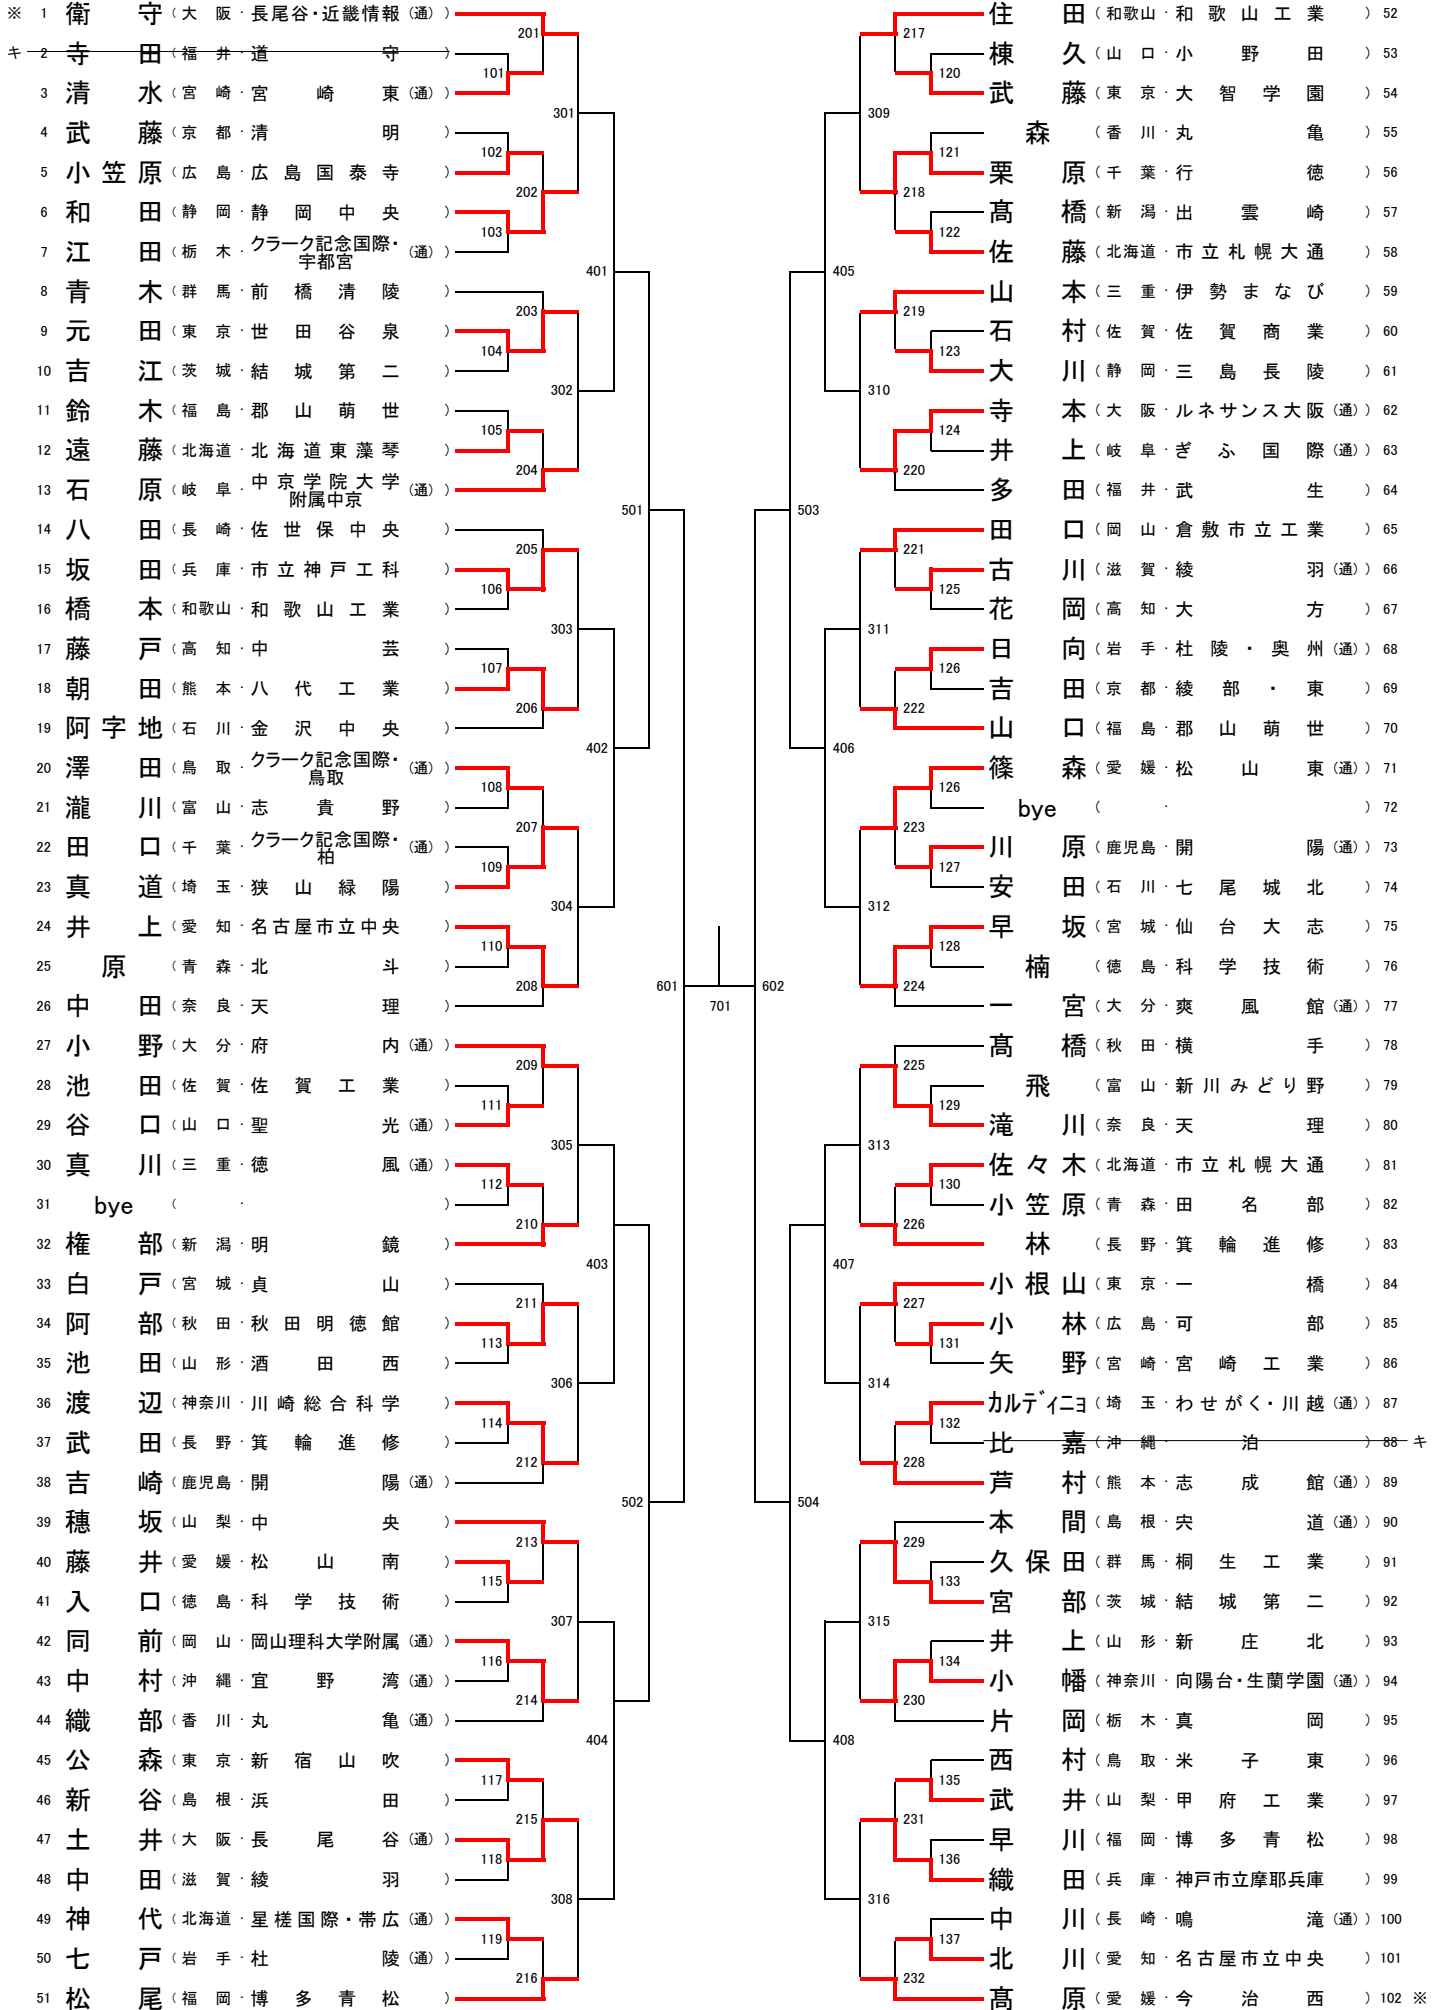 ※ 1 衛守（大阪・長尾谷・近畿情報（通））
キ 2 寺田（福井・道守）
3 清水（宮崎・宮崎東（通））
4 武藤（京都・清明）
5 小笠原（広島・広島国泰寺）
6 和田（静岡・静岡中央）
7 江田（栃木・クラーク記念国際・宇都宮（通））
8 青木（群馬・前橋清陵）
9 元田（東京・世田谷泉）
10 吉江（茨城・結城第二）
11 鈴木（福島・郡山萌世）
12 遠藤（北海道・北海道東藻琴）
13 石原（岐阜・中京学院大学附属中京（通））
14 八田（長崎・佐世保中央）
15 坂田（兵庫・市立神戸工科）
16 橋本（和歌山・和歌山工業）
17 藤戸（高知・中芸）
18 朝田（熊本・八代工業）
19 阿字地（石川・金沢中央）
20 澤田（鳥取・クラーク記念国際・鳥取（通））
21 瀧川（富山・志貴野）
22 田口（千葉・クラーク記念国際・柏（通））
23 真道（埼玉・狭山緑陽）
24 井上（愛知・名古屋市立中央）
25 原（青森・北斗）
26 中田（奈良・天理）
27 小野（大分・府内（通））
28 池田（佐賀・佐賀工業）
29 谷口（山口・聖光（通））
30 真川（三重・徳風（通））
31 bye（・）
32 権部（新潟・明鏡）
33 白戸（宮城・貞山）
34 阿部（秋田・秋田明徳館）
35 池田（山形・酒田西）
36 渡辺（神奈川・川崎総合科学）
37 武田（長野・箕輪進修）
38 吉崎（鹿児島・開陽（通））
39 穂坂（山梨・中央）
40 藤井（愛媛・松山南）
41 入口（徳島・科学技術）
42 同前（岡山・岡山理科大学附属（通））
43 中村（沖縄・宜野湾（通））
44 織部（香川・丸亀（通））
45 公森（東京・新宿山吹）
46 新谷（島根・浜田）
47 土井（大阪・長尾谷（通））
48 中田（滋賀・綾羽）
49 神代（北海道・星槎国際・帯広（通））
50 七戸（岩手・杜陵（通））
51 松尾（福岡・博多青松）
101
102
103
104
105
106
107
108
109
110
111
112
113
114
115
116
117
118
119
201
202
203
204
205
206
207
208
209
210
211
212
213
214
215
216
301
302
303
304
305
306
307
308
401
402
403
404
501
502
601
701
602
503
504
405
406
407
408
309
310
311
312
313
314
315
316
217
218
219
220
221
222
223
224
225
226
227
228
229
230
231
232
120
121
122
123
124
125
126
126
127
128
129
130
131
132
133
134
135
136
137
住田（和歌山・和歌山工業）52
棟久（山口・小野田）53
武藤（東京・大智学園）54
森（香川・丸亀）55
栗原（千葉・行徳）56
髙橋（新潟・出雲崎）57
佐藤（北海道・市立札幌大通）58
山本（三重・伊勢まなび）59
石村（佐賀・佐賀商業）60
大川（静岡・三島長陵）61
寺本（大阪・ルネサンス大阪（通））62
井上（岐阜・ぎふ国際（通））63
多田（福井・武生）64
田口（岡山・倉敷市立工業）65
古川（滋賀・綾羽（通））66
花岡（高知・大方）67
日向（岩手・杜陵・奥州（通））68
吉田（京都・綾部・東）69
山口（福島・郡山萌世）70
篠森（愛媛・松山東（通））71
bye（・）72
川原（鹿児島・開陽（通））73
安田（石川・七尾城北）74
早坂（宮城・仙台大志）75
楠（徳島・科学技術）76
一宮（大分・爽風館（通））77
髙橋（秋田・横手）78
飛（富山・新川みどり野）79
滝川（奈良・天理）80
佐々木（北海道・市立札幌大通）81
小笠原（青森・田名部）82
林（長野・箕輪進修）83
小根山（東京・一橋）84
小林（広島・可部）85
矢野（宮崎・宮崎工業）86
カルディニョ（埼玉・わせがく・川越（通））87
比嘉（沖縄・泊）88 キ
芦村（熊本・志成館（通））89
本間（島根・宍道（通））90
久保田（群馬・桐生工業）91
宮部（茨城・結城第二）92
井上（山形・新庄北）93
小幡（神奈川・向陽台・生蘭学園（通））94
片岡（栃木・真岡）95
西村（鳥取・米子東）96
武井（山梨・甲府工業）97
早川（福岡・博多青松）98
織田（兵庫・神戸市立摩耶兵庫）99
中川（長崎・鳴滝（通））100
北川（愛知・名古屋市立中央）101
髙原（愛媛・今治西）102 ※